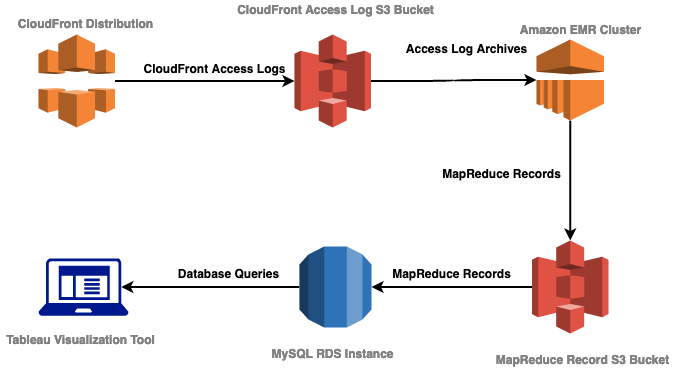 CloudFront Access Log S3 Bucket
CloudFront Distribution
Amazon EMR Cluster
Access Log Archives
CloudFront Access Logs
MapReduce Records
Database Queries
MapReduce Records
Tableau Visualization Tool
MySQL RDS Instance
MapReduce Record S3 Bucket